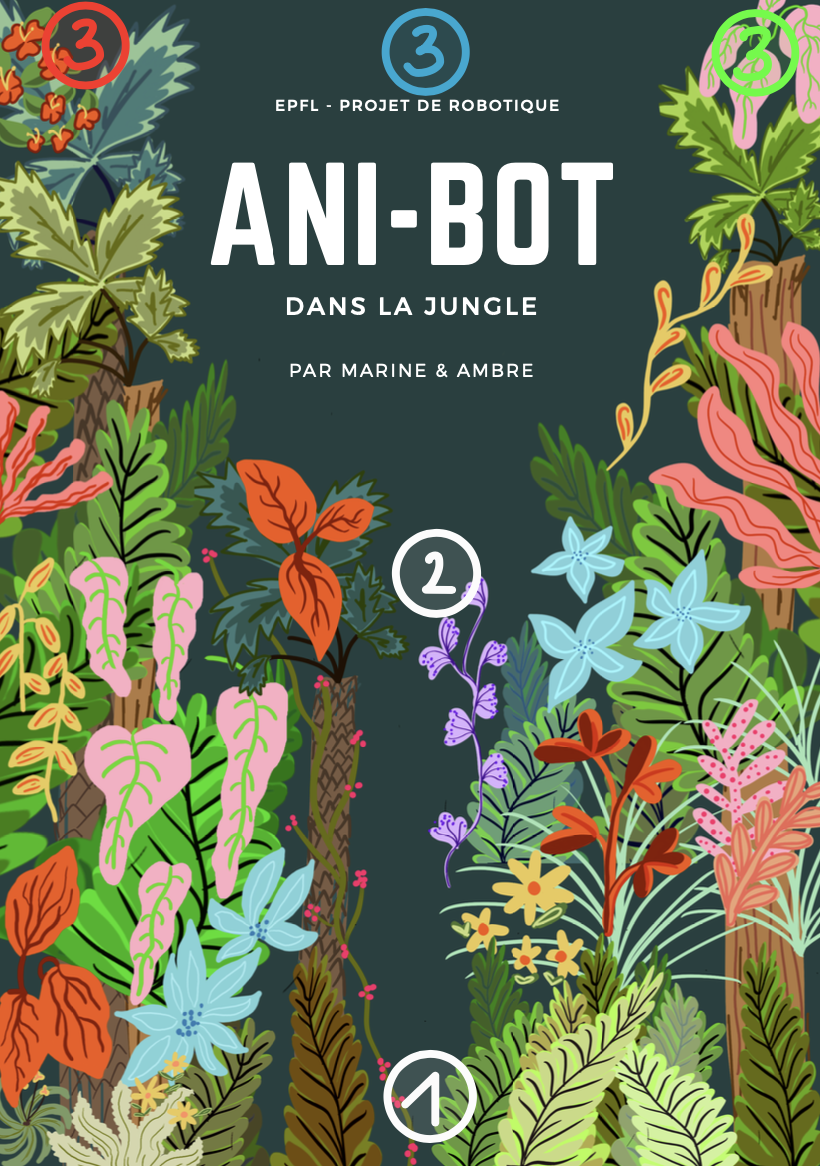 3 3 3
EPFL - PROJET DE ROBOTIQUE
ANI-BOT
DANS LA JUNGLE
PAR MARINE & AMBRE
2
1